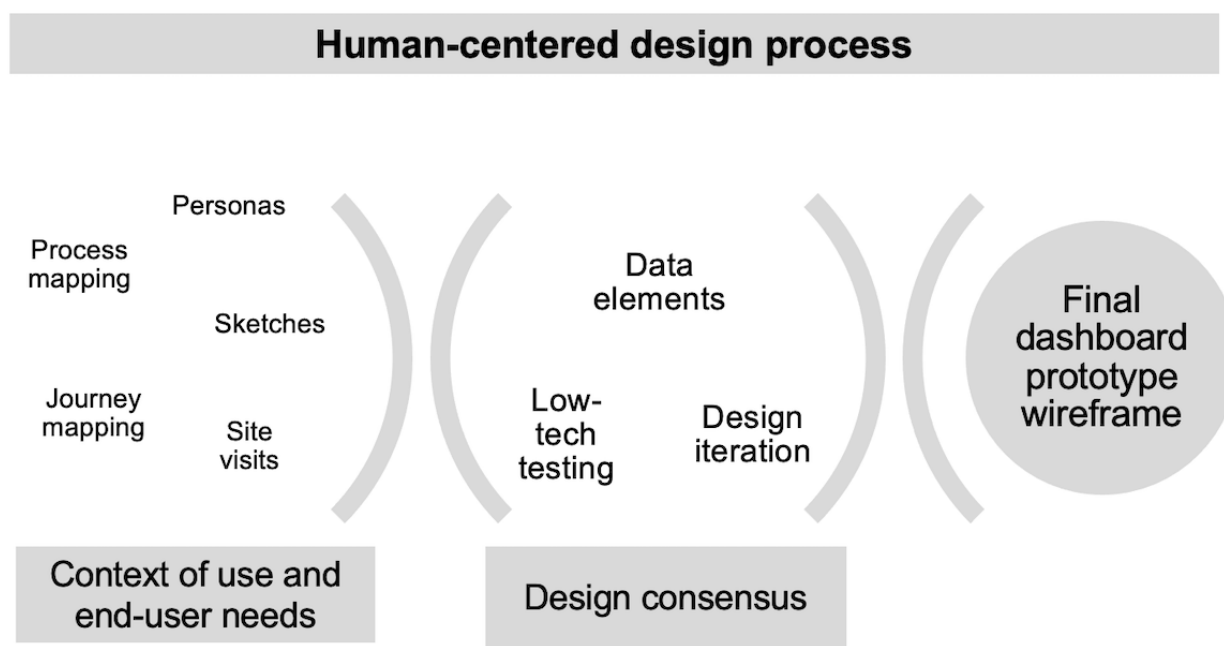 Human-centered design process
Personas
Process
mapping
Sketches
Journey
mapping
Site
visits
Context of use and
end-user needs
Data
elements
Low-
tech
testing
Design
iteration
Design consensus
Final
dashboard
prototype
wireframe